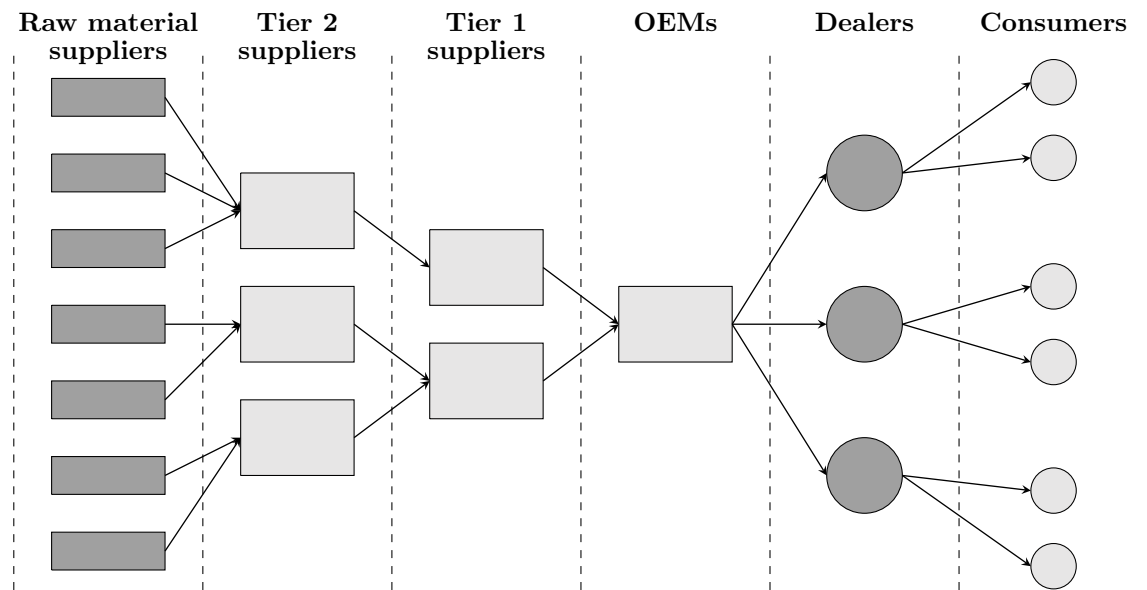 Raw material
suppliers
Tier 2
suppliers
Tier 1
suppliers
OEMs
Dealers
Consumers